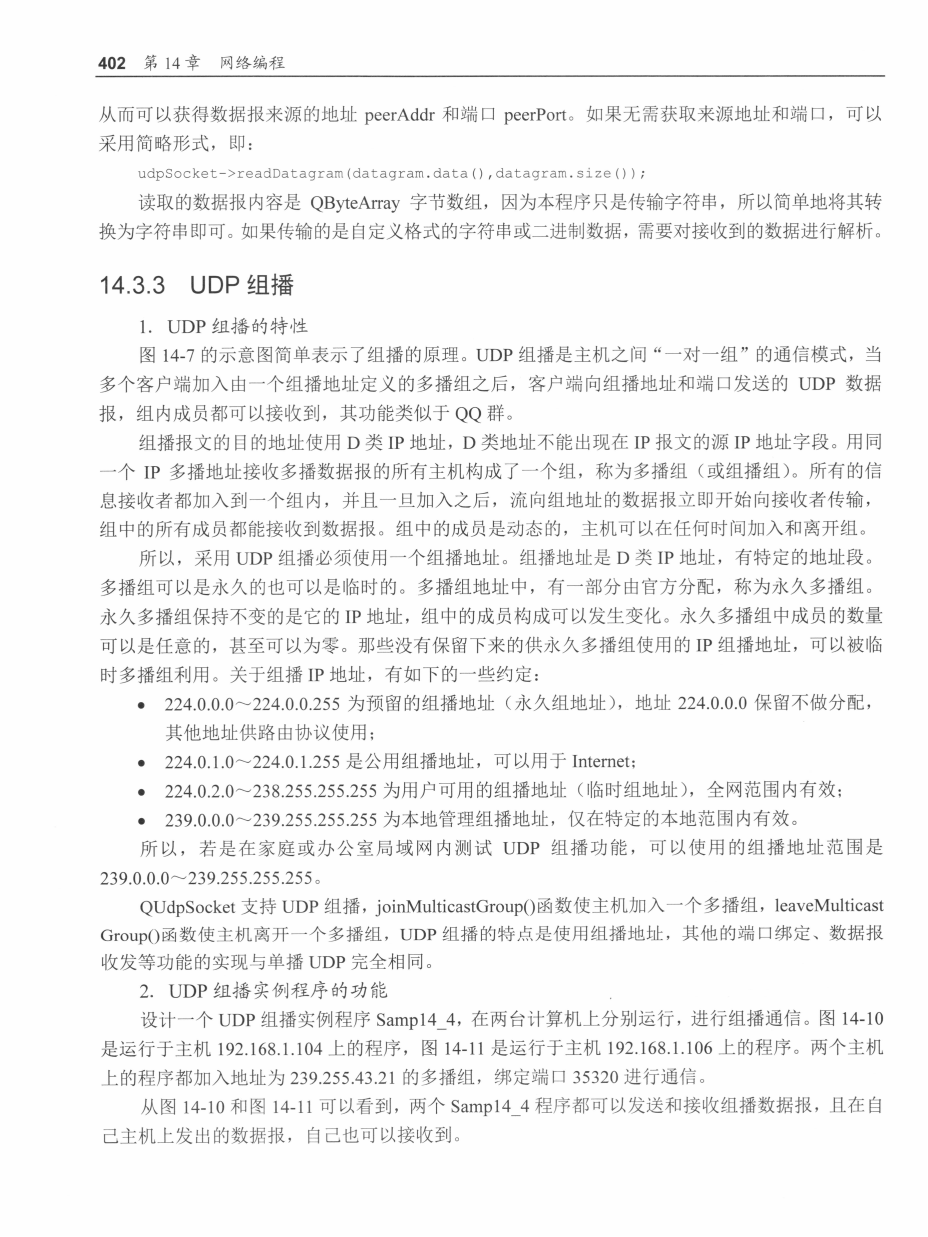 402 第 14 章 网络编程
从而可以获得数据报来源的地址 peerAddr 和端口 peerPort。如果无需获取来源地址和端口，可以
采用简略形式，即：
udpSocket->readDatagram(datagram.data(),datagram.size());
读取的数据报内容是 QByteArray 字节数组，因为本程序只是传输字符串，所以简单地将其转
换为字符串即可。如果传输的是自定义格式的字符串或二进制数据，需要对接收到的数据进行解析。
14.3.3 UDP 组播
1．UDP 组播的特性
图 14-7 的示意图简单表示了组播的原理。UDP 组播是主机之间“一对一组”的通信模式，当
多个客户端加入由一个组播地址定义的多播组之后，客户端向组播地址和端口发送的 UDP 数据
报，组内成员都可以接收到，其功能类似于 QQ 群。
组播报文的目的地址使用 D 类 IP 地址，D 类地址不能出现在 IP 报文的源 IP 地址字段。用同
一个 IP 多播地址接收多播数据报的所有主机构成了一个组，称为多播组（或组播组）。所有的信
息接收者都加入到一个组内，并且一旦加入之后，流向组地址的数据报立即开始向接收者传输，
组中的所有成员都能接收到数据报。组中的成员是动态的，主机可以在任何时间加入和离开组。
所以，采用 UDP 组播必须使用一个组播地址。组播地址是 D 类 IP 地址，有特定的地址段。
多播组可以是永久的也可以是临时的。多播组地址中，有一部分由官方分配，称为永久多播组。
永久多播组保持不变的是它的 IP 地址，组中的成员构成可以发生变化。永久多播组中成员的数量
可以是任意的，甚至可以为零。那些没有保留下来的供永久多播组使用的 IP 组播地址，可以被临
时多播组利用。关于组播 IP 地址，有如下的一些约定：
● 224.0.0.0～224.0.0.255 为预留的组播地址（永久组地址），地址 224.0.0.0 保留不做分配，
其他地址供路由协议使用；
● 224.0.1.0～224.0.1.255 是公用组播地址，可以用于 Internet；
● 224.0.2.0～238.255.255.255 为用户可用的组播地址（临时组地址），全网范围内有效；
● 239.0.0.0～239.255.255.255 为本地管理组播地址，仅在特定的本地范围内有效。
所以，若是在家庭或办公室局域网内测试 UDP 组播功能，可以使用的组播地址范围是
239.0.0.0～239.255.255.255。
QUdpSocket 支持 UDP 组播，joinMulticastGroup()函数使主机加入一个多播组，leaveMulticast
Group()函数使主机离开一个多播组，UDP 组播的特点是使用组播地址，其他的端口绑定、数据报
收发等功能的实现与单播 UDP 完全相同。
2．UDP 组播实例程序的功能
设计一个 UDP 组播实例程序 Samp14_4，在两台计算机上分别运行，进行组播通信。图 14-10
是运行于主机 192.168.1.104 上的程序，图 14-11 是运行于主机 192.168.1.106 上的程序。两个主机
上的程序都加入地址为 239.255.43.21 的多播组，绑定端口 35320 进行通信。
从图 14-10 和图 14-11 可以看到，两个 Samp14_4 程序都可以发送和接收组播数据报，且在自
己主机上发出的数据报，自己也可以接收到。